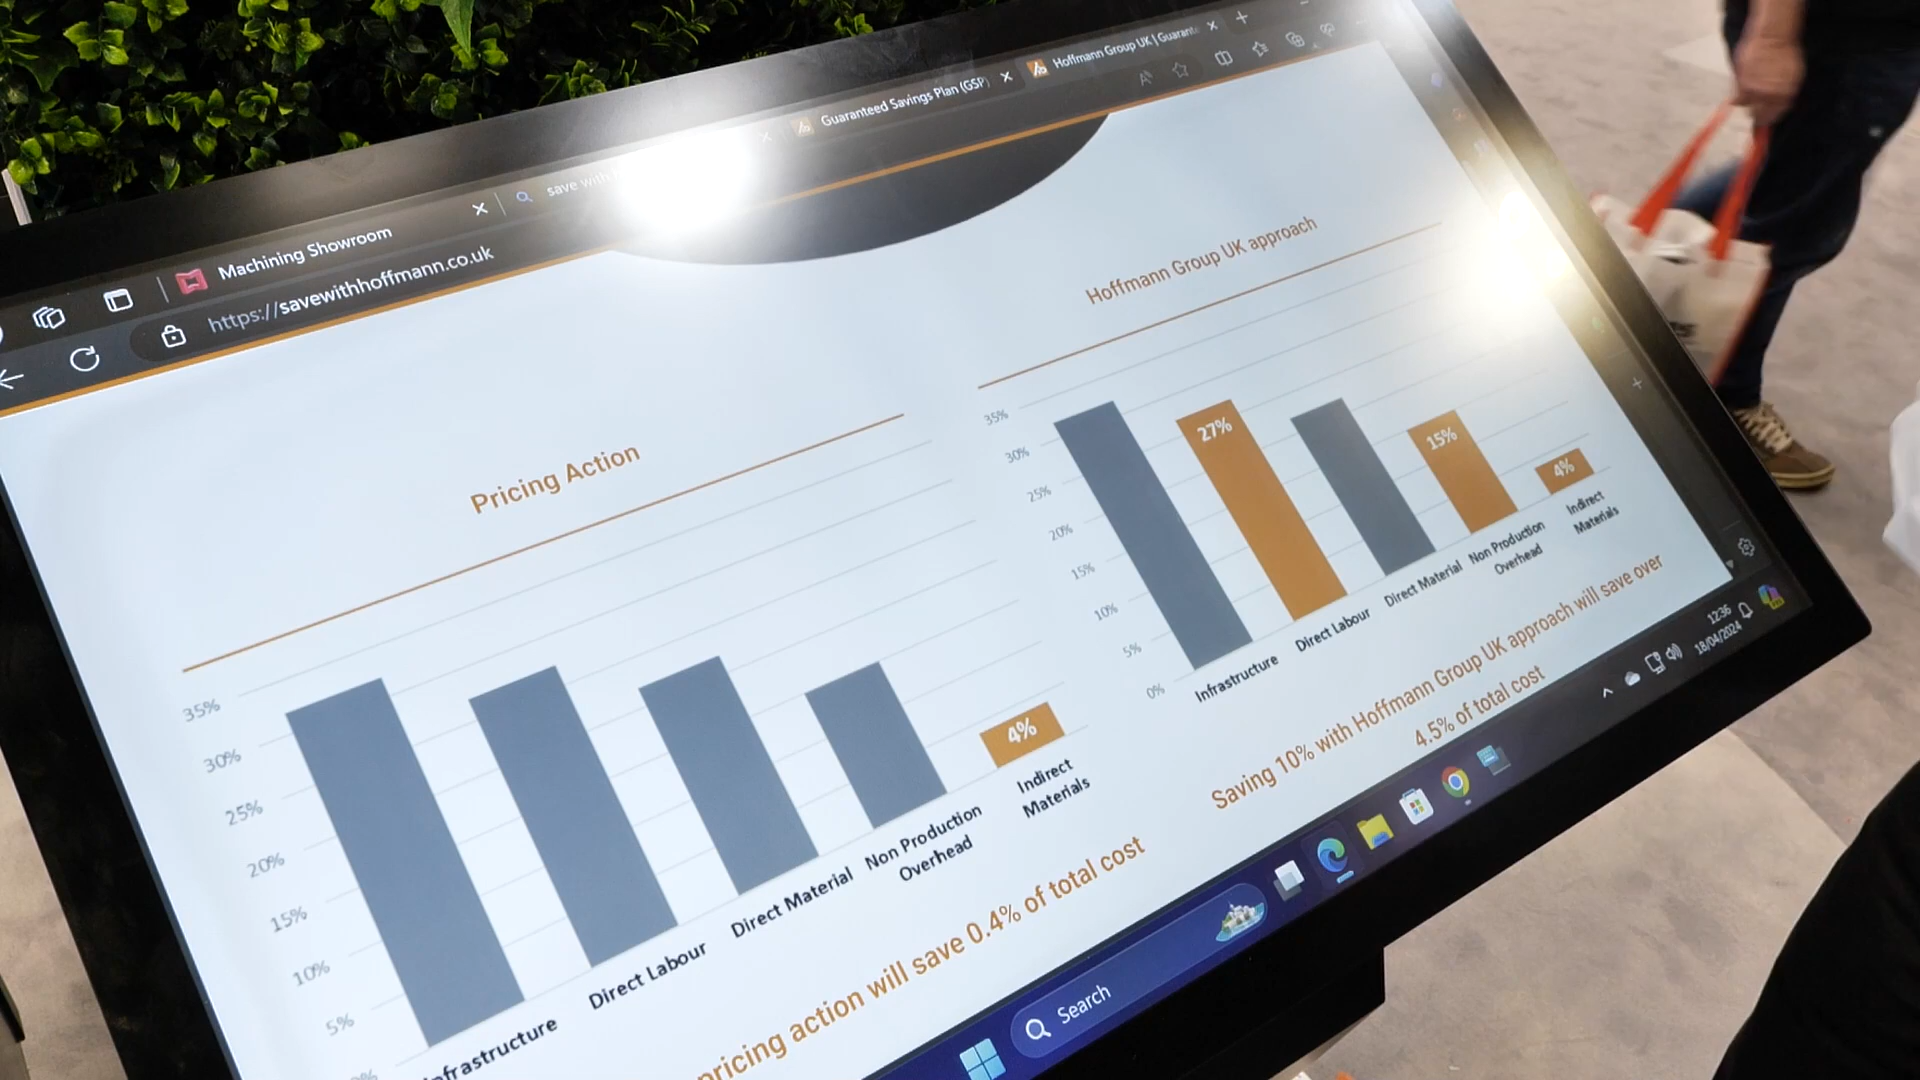 Machining Showroom
save with
Guaranteed Savings Plan (GSP)
Hoffmann Group UK | Guarant
https://savewithhoffmann.co.uk
Pricing Action
35%
30%
25%
20%
15%
10%
5%
4%
Infrastructure
Direct Labour
Direct Material
Non Production
Overhead
Indirect
Materials
pricing action will save 0.4% of total cost
Hoffmann Group UK approach
35%
30%
25%
20%
15%
10%
5%
0%
27%
15%
4%
Infrastructure
Direct Labour
Direct Material
Non Production
Overhead
Indirect
Materials
Saving 10% with Hoffmann Group UK approach will save over
4.5% of total cost
Search
12:36
18/04/2024